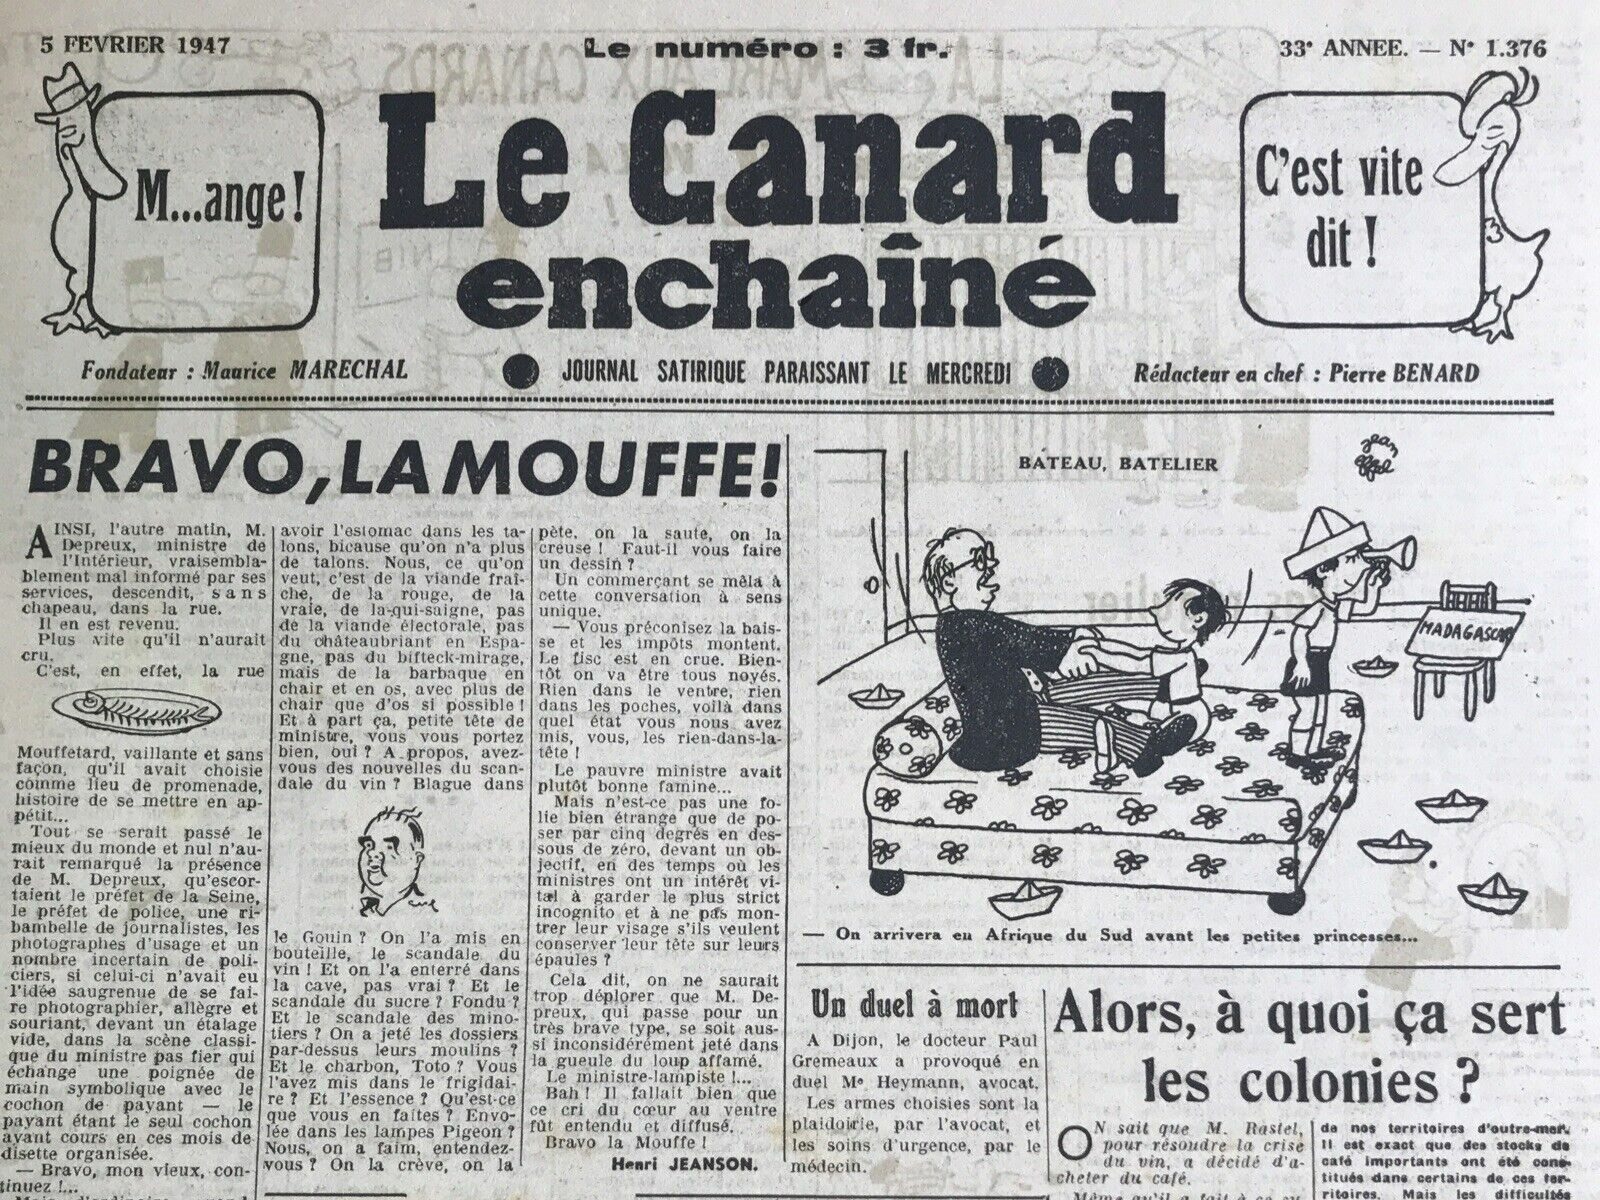 5 FEVRIER 1947
Le numéro : 3 fr.
33e ANNEE. — N° 1.376
M...ange !
Le Canard
enchaîné
C'est vite
dit !
Fondateur : Maurice MARECHAL
JOURNAL SATIRIQUE PARAISSANT LE MERCREDI
Rédacteur en chef : Pierre BENARD
BRAVO, LA MOUFFE !
AINSI, l'autre matin, M.
Depreux, ministre de
l'Intérieur, vraisembla-
blement mal informé par ses
services, descendit, sans
chapeau, dans la rue.
Il en est revenu.
Plus vite qu'il n'aurait
cru.
C'est, en effet, la rue
Mouffetard, vaillante et sans
façon, qu'il avait choisie
comme lieu de promenade,
histoire de se mettre en ap-
pétit...
Tout se serait passé le
mieux du monde et nul n'au-
rait remarqué la présence
de M. Depreux, qu'escor-
taient le préfet de la Seine,
le préfet de police, une ri-
bambelle de journalistes, les
photographes d'usage et un
nombre incertain de poli-
ciers, si celui-ci n'avait eu
l'idée saugrenue de se fai-
re photographier, allègre et
souriant, devant un étalage
vide, dans la scène classi-
que du ministre pas fier qui
échange une poignée de
main symbolique avec le
cochon de payant — le
payant étant le seul cochon
ayant cours en ces mois de
disette organisée.
— Bravo, mon vieux, con-
tinuez !...
avoir l'estomac dans les ta-
lons, bicause qu'on n'a plus
de talons. Nous, ce qu'on
veut, c'est de la viande fraî-
che, de la rouge, de la
vraie, de la-qui-saigne, pas
de la viande électorale, pas
du châteaubriant en Espa-
gne, pas du bifteck-mirage,
mais de la barbaque en
chair et en os, avec plus de
chair que d'os si possible !
Et à part ça, petite tête de
ministre, vous vous portez
bien, oui ? A propos, avez-
vous des nouvelles du scan-
dale du vin ? Blague dans
le Gouin ? On l'a mis en
bouteille, le scandale du
vin ! Et on l'a enterré dans
la cave, pas vrai ? Et le
scandale du sucre ? Fondu ?
Et le scandale des mino-
tiers ? On a jeté les dossiers
par-dessus leurs moulins ?
Et le charbon, Toto ? Vous
l'avez mis dans le frigidai-
re ? Et l'essence ? Qu'est-ce
que vous en faites ? Envo-
lée dans les lampes Pigeon ?
Nous, on a faim, entendez-
vous ? On la crève, on la
pète, on la saute, on la
creuse ! Faut-il vous faire
un dessin ?
Un commerçant se mêla à
cette conversation à sens
unique.
— Vous préconisez la bais-
se et les impôts montent.
Le fisc est en crue. Bien-
tôt on va être tous noyés.
Rien dans le ventre, rien
dans les poches, voilà dans
quel état vous nous avez
mis, vous, les rien-dans-la-
tête !
Le pauvre ministre avait
plutôt bonne famine...
Mais n'est-ce pas une fo-
lie bien étrange que de po-
ser par cinq degrés en des-
sous de zéro, devant un ob-
jectif, en des temps où les
ministres ont un intérêt vi-
tal à garder le plus strict
incognito et à ne pas mon-
trer leur visage s'ils veulent
conserver leur tête sur leurs
épaules ?
Cela dit, on ne saurait
trop déplorer que M. De-
preux, qui passe pour un
très brave type, se soit aus-
si inconsidérément jeté dans
la gueule du loup affamé.
Le ministre-lampiste !...
Bah ! Il fallait bien que
ce cri du cœur au ventre
fût entendu et diffusé.
Bravo la Mouffe !
Henri JEANSON.
BATEAU, BATELIER
jean
effel
MADAGASCAR
— On arrivera en Afrique du Sud avant les petites princesses...
Un duel à mort
A Dijon, le docteur Paul
Gremeaux a provoqué en
duel Me Heymann, avocat.
Les armes choisies sont la
plaidoirie, par l'avocat, et
les soins d'urgence, par le
médecin.
Alors, à quoi ça sert
les colonies ?
ON sait que M. Rastel,
pour résoudre la crise
du vin, a décidé d'a-
cheter du café.
de nos territoires d'outre-mer.
Il est exact que des stocks de
café importants ont été cons-
titués dans certains de ces ter-
ritoires. Mais les difficultés